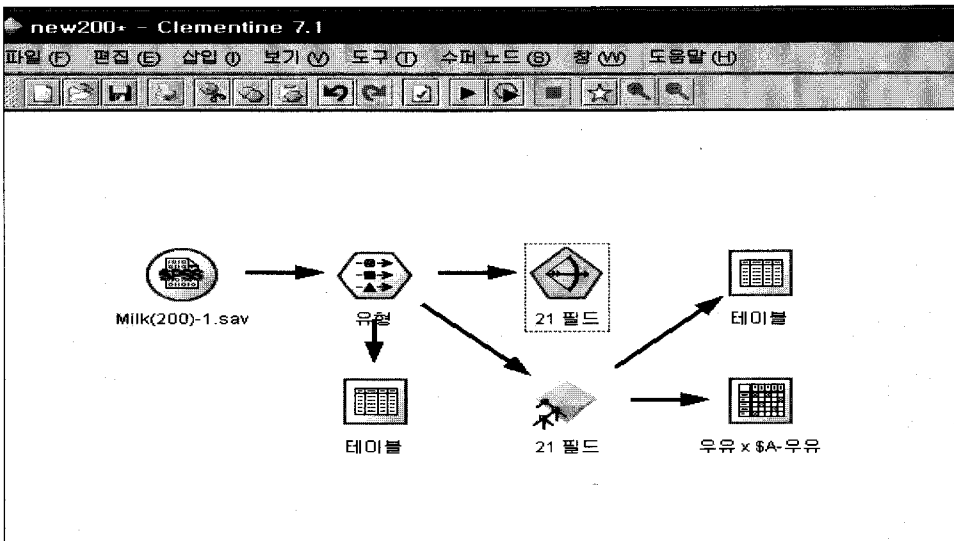 new200* - Clementine 7.1
파일 (F) 편집 (E) 삽입 (I) 보기 (V) 도구 (T) 수퍼 노드 (S) 창 (W) 도움말 (H)
SPSS
Milk(200)-1.sav
유형
21 필드
테이블
테이블
21 필드
우유 x $A-우유